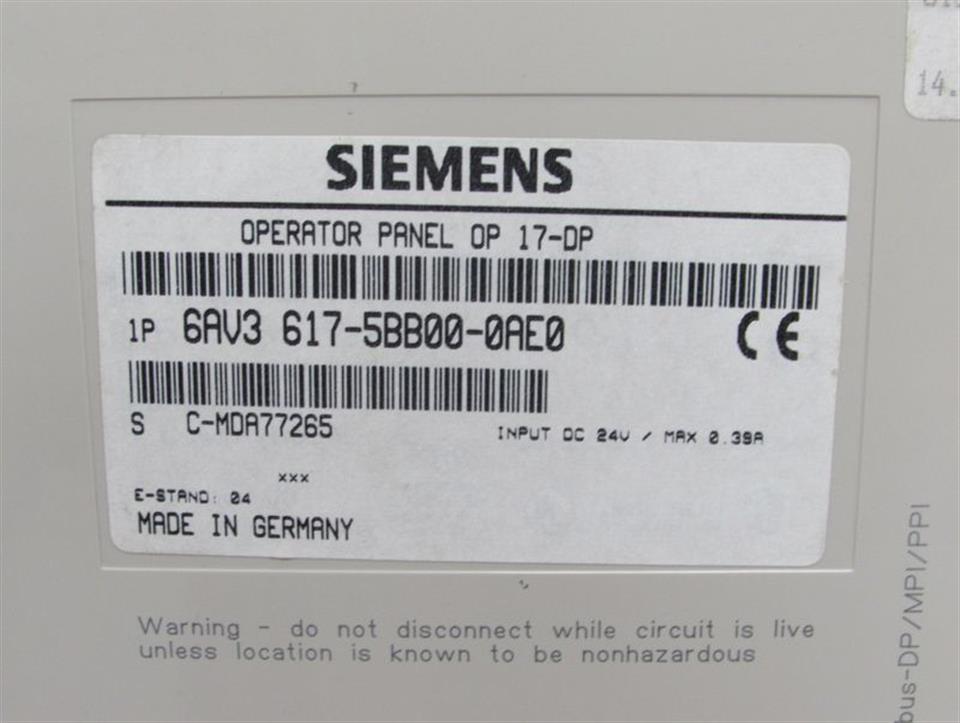 14.
SIEMENS
OPERATOR PANEL OP 17-DP
1P 6AV3 617-5BB00-0AE0
CE
S C-MDA77265
INPUT DC 24V / MAX 0.39A
xxx
E-STAND: 04
MADE IN GERMANY
Warning - do not disconnect while circuit is live
unless location is known to be nonhazardous
bus-DP/MPI/PPI